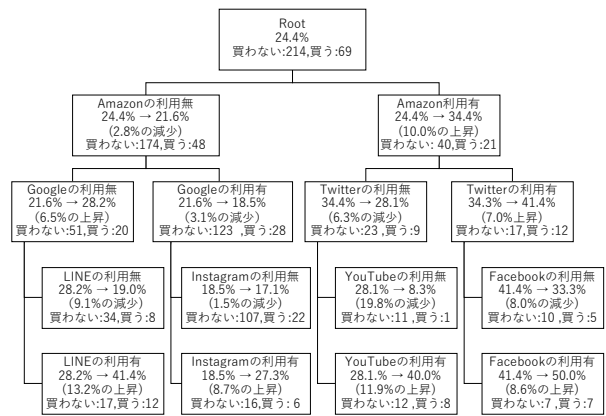 Root
24.4%
買わない:214,買う:69
Amazonの利用無
24.4% → 21.6%
(2.8%の減少)
買わない:174,買う:48
Amazonの利用有
24.4% → 34.4%
(10.0%の上昇)
買わない: 40,買う:21
Googleの利用無
21.6% → 28.2%
(6.5%の上昇)
買わない:51,買う:20
Googleの利用有
21.6% → 18.5%
(3.1%の減少)
買わない:123 ,買う:28
Twitterの利用無
34.4% → 28.1%
(6.3%の減少)
買わない:23 ,買う:9
Twitterの利用有
34.3% → 41.4%
(7.0%上昇)
買わない:17,買う:12
LINEの利用無
28.2% → 19.0%
(9.1%の減少)
買わない:34,買う:8
Instagramの利用無
18.5% → 17.1%
(1.5%の減少)
買わない:107,買う:22
YouTubeの利用無
28.1% → 8.3%
(19.8%の減少)
買わない:11 ,買う:1
Facebookの利用無
41.4% → 33.3%
(8.0%の減少)
買わない:10 ,買う:5
LINEの利用有
28.2% → 41.4%
(13.2%の上昇)
買わない:17,買う:12
Instagramの利用有
18.5% → 27.3%
(8.7%の上昇)
買わない:16,買う: 6
YouTubeの利用有
28.1.% → 40.0%
(11.9%の上昇)
買わない:12 ,買う:8
Facebookの利用有
41.4% → 50.0%
(8.6%の上昇)
買わない:7 ,買う:7